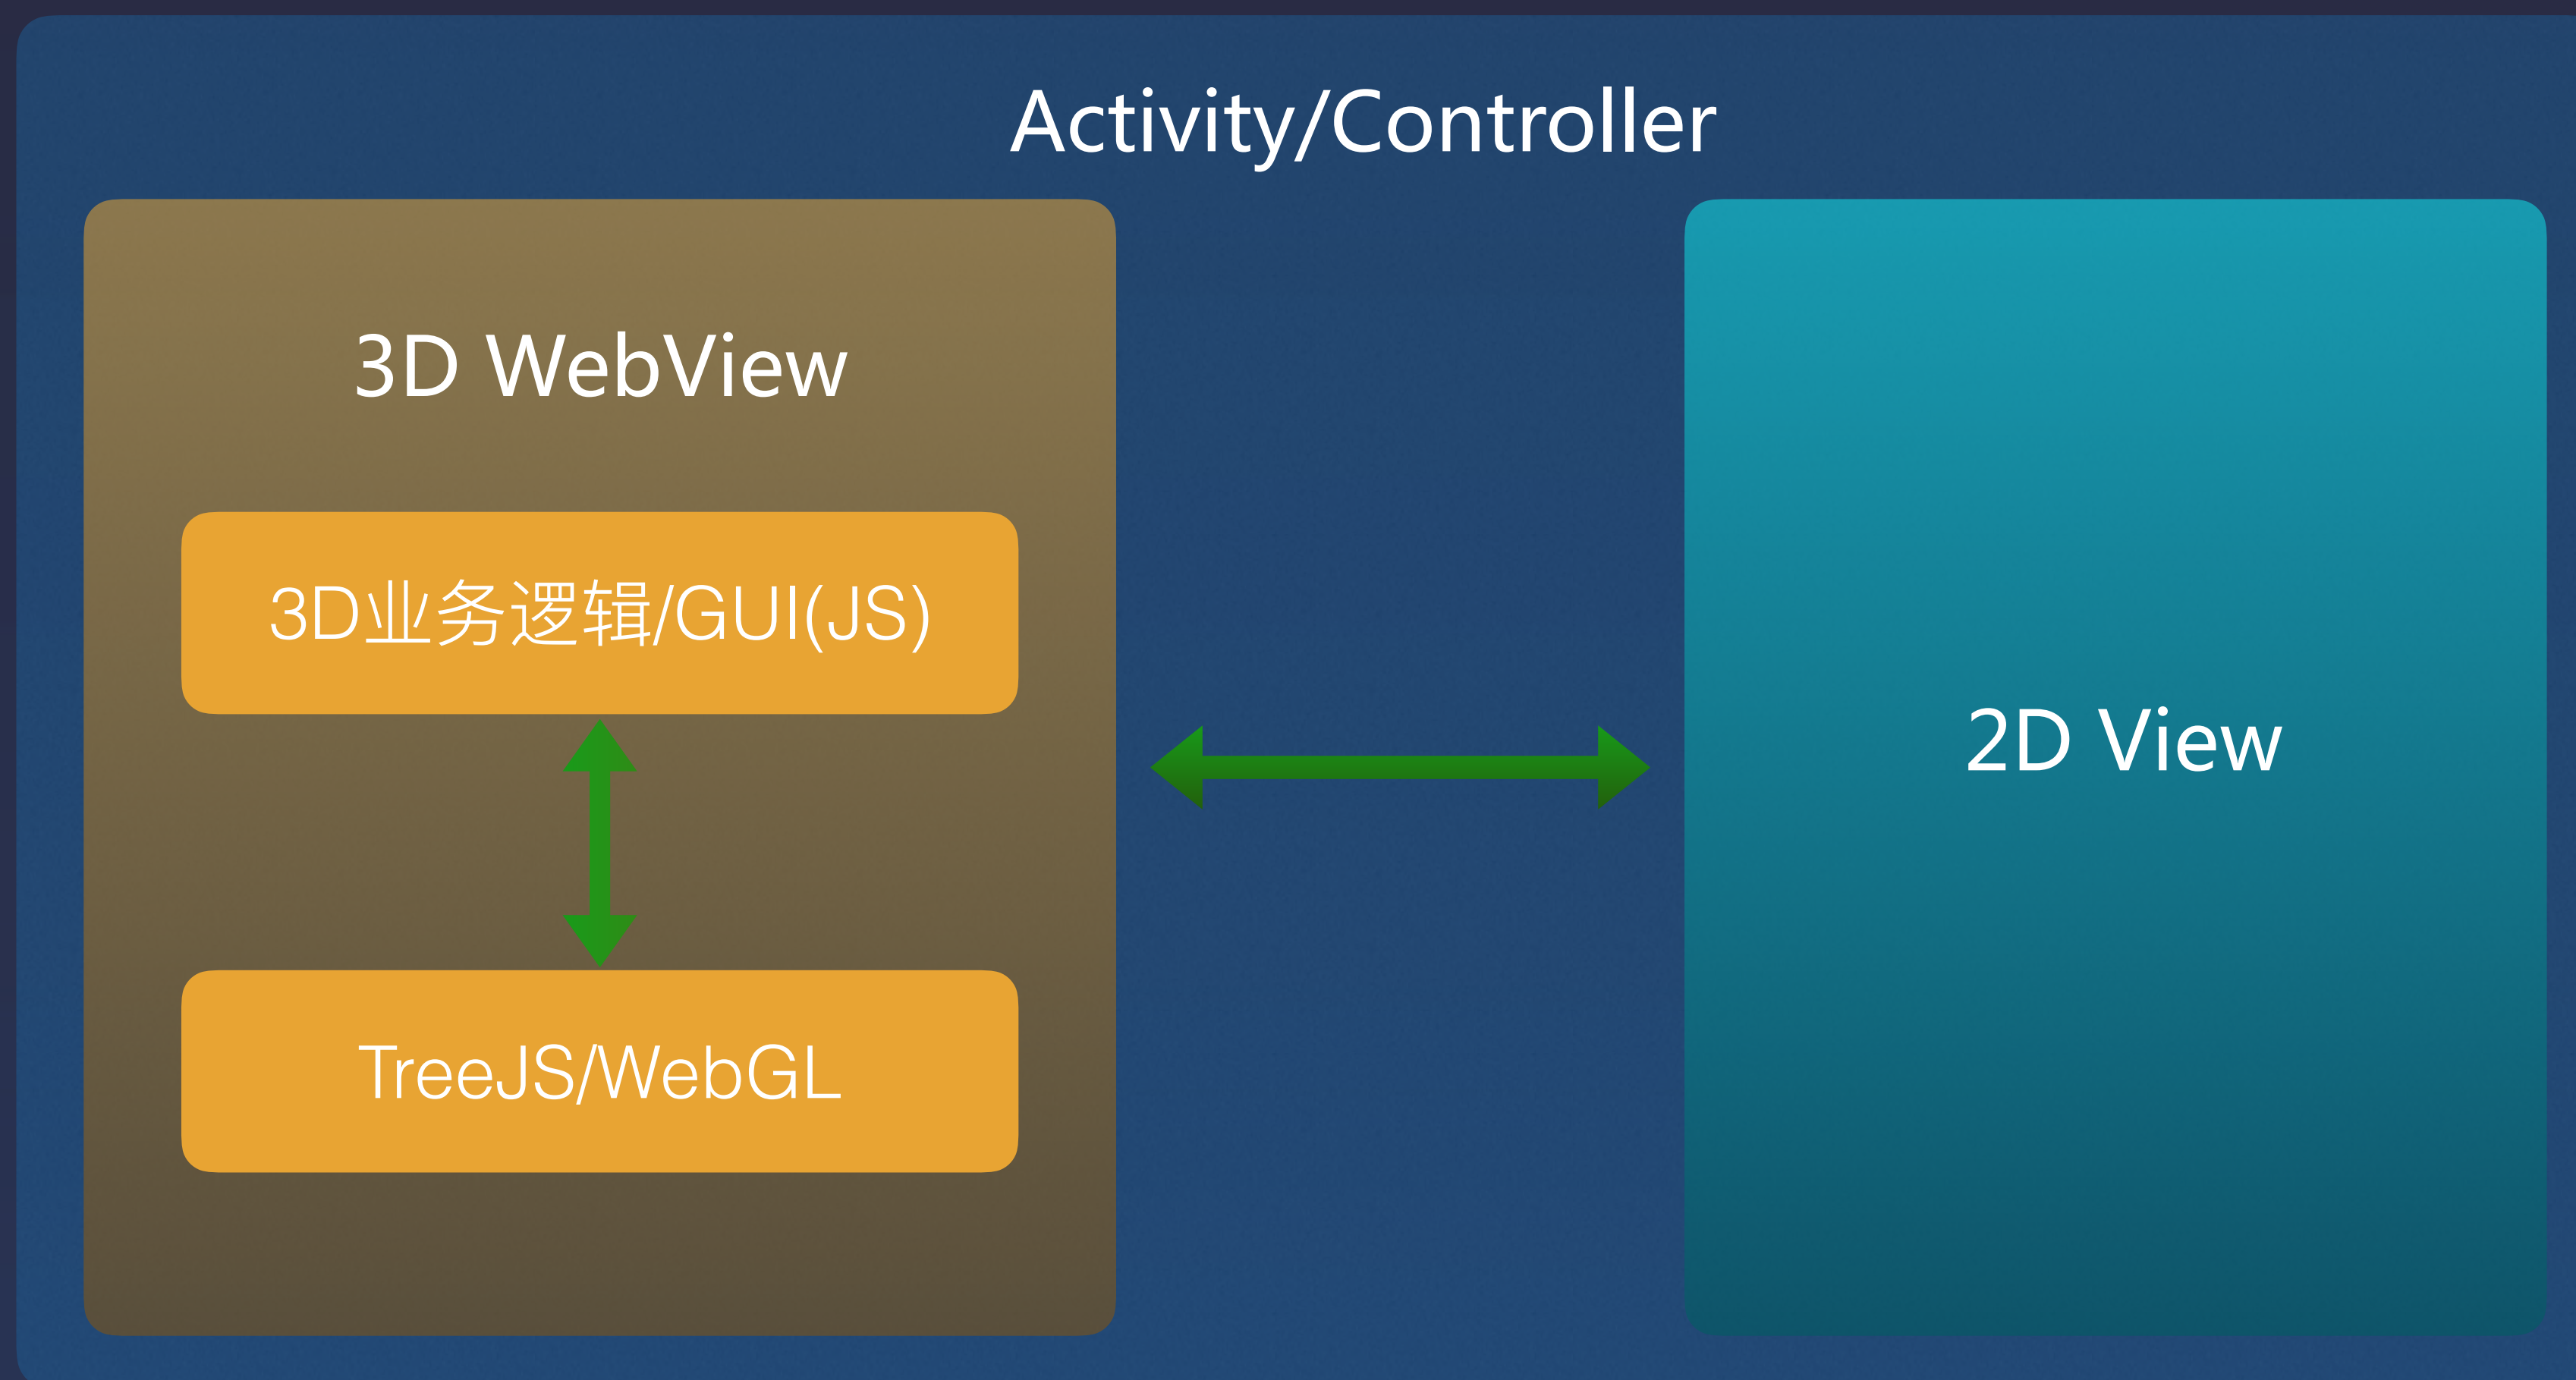 Activity/Controller
3D WebView
3D业务逻辑/GUI(JS)
TreeJS/WebGL
2D View